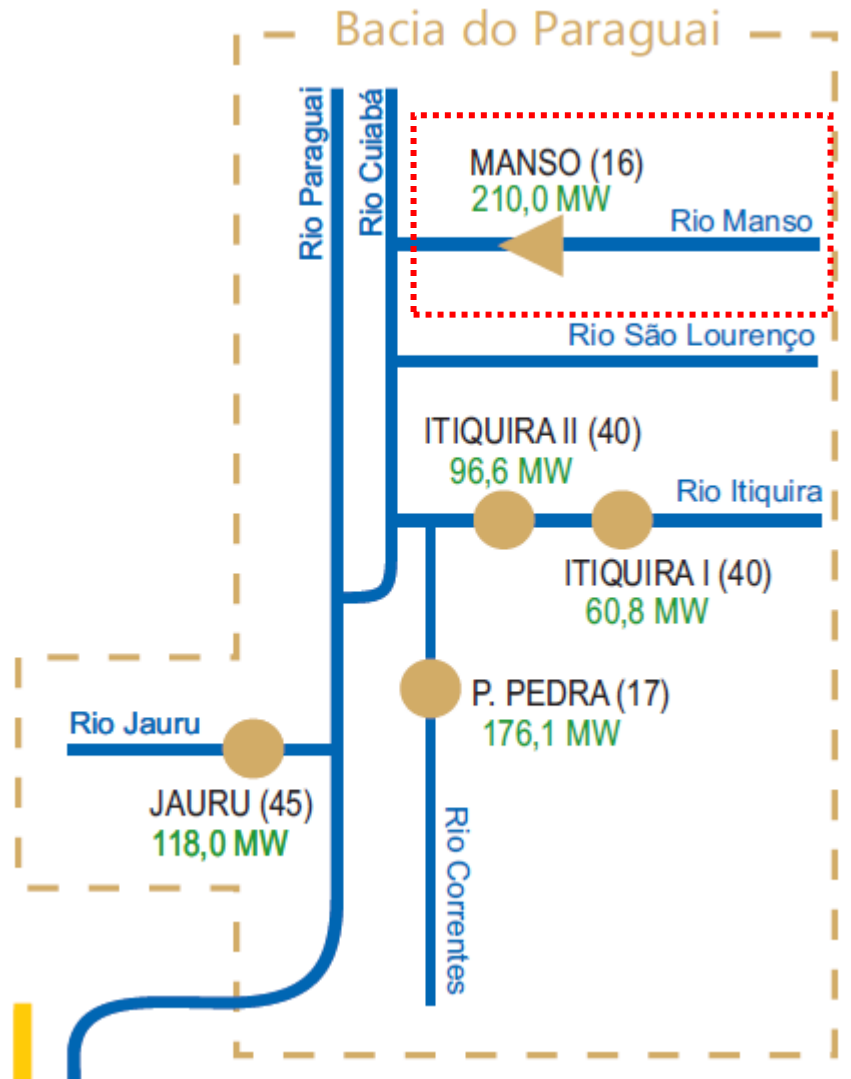 Bacia do Paraguai
Rio Paraguai
Rio Cuiabá
MANSO (16)
210,0 MW
Rio Manso
Rio São Lourenço
ITIQUIRA II (40)
96,6 MW
Rio Itiquira
ITIQUIRA I (40)
60,8 MW
P. PEDRA (17)
176,1 MW
Rio Jauru
JAURU (45)
118,0 MW
Rio Correntes